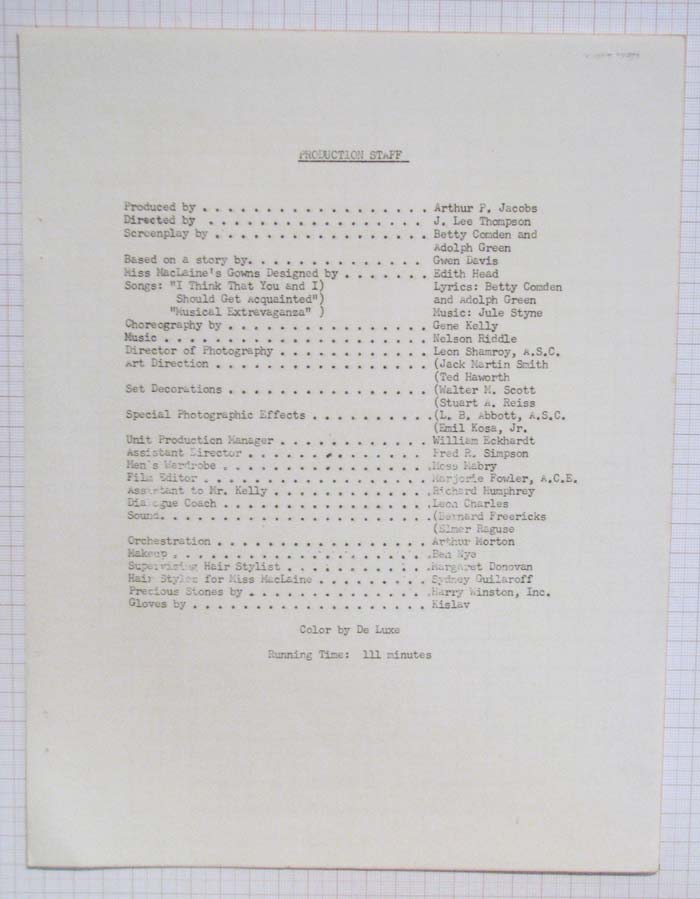 PRODUCTION STAFF
Produced by . . . . . . . . . . . . . . . . . . Arthur P. Jacobs
Directed by . . . . . . . . . . . . . . . . . J. Lee Thompson
Screenplay by . . . . . . . . . . . . . . . . . Betty Comden and
Adolph Green
Based on a story by. . . . . . . . . . . . . . Gwen Davis
Miss MacLaine's Gowns Designed by . . . . . . . Edith Head
Songs: "I Think That You and I) Lyrics: Betty Comden
Should Get Acquainted") and Adolph Green
"Musical Extravaganza" ) Music: Jule Styne
Choreography by . . . . . . . . . . . . . . . . Gene Kelly
Music . . . . . . . . . . . . . . . . . . . . . Nelson Riddle
Director of Photography . . . . . . . . . . . . Leon Shamroy, A.S.C.
Art Direction . . . . . . . . . . . . . . . . . (Jack Martin Smith
(Ted Haworth
Set Decorations . . . . . . . . . . . . . . . . (Walter M. Scott
(Stuart A. Reiss
Special Photographic Effects . . . . . . . . . .(L. B. Abbott, A.S.C.
(Emil Kosa, Jr.
Unit Production Manager . . . . . . . . . . . . William Eckhardt
Assistant Director . . . . . . . . . . . . . . Fred R. Simpson
Men's Wardrobe . . . . . . . . . . . . . . . . .Moss Mabry
Film Editor . . . . . . . . . . . . . . . . . . Marjorie Fowler, A.C.E.
Assistant to Mr. Kelly . . . . . . . . . . . . .Richard Humphrey
Dialogue Coach . . . . . . . . . . . . . . . . .Leon Charles
Sound. . . . . . . . . . . . . . . . . . . . . .(Bernard Freericks
(Elmer Raguse
Orchestration . . . . . . . . . . . . . . . . . Arthur Morton
Makeup . . . . . . . . . . . . . . . . . . . . .Ben Nye
Supervising Hair Stylist . . . . . . . . . . . .Margaret Donovan
Hair Styles for Miss MacLaine . . . . . . . . . Sydney Guilaroff
Precious Stones by . . . . . . . . . . . . . . .Harry Winston, Inc.
Gloves by . . . . . . . . . . . . . . . . . . . Kislav
Color by De Luxe
Running Time: 111 minutes